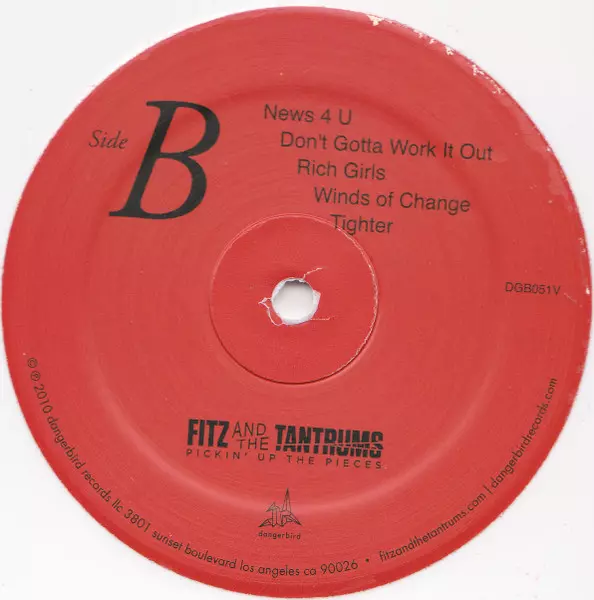 Side B
News 4 U
Don't Gotta Work It Out
Rich Girls
Winds of Change
Tighter
DGB051V
FITZ AND THE TANTRUMS
PICKIN' UP THE PIECES
dangerbird
© ℗ 2010 dangerbird records llc 3801 sunset boulevard los angeles ca 90026 • fitzandthetantrums.com | dangerbirdrecords.com